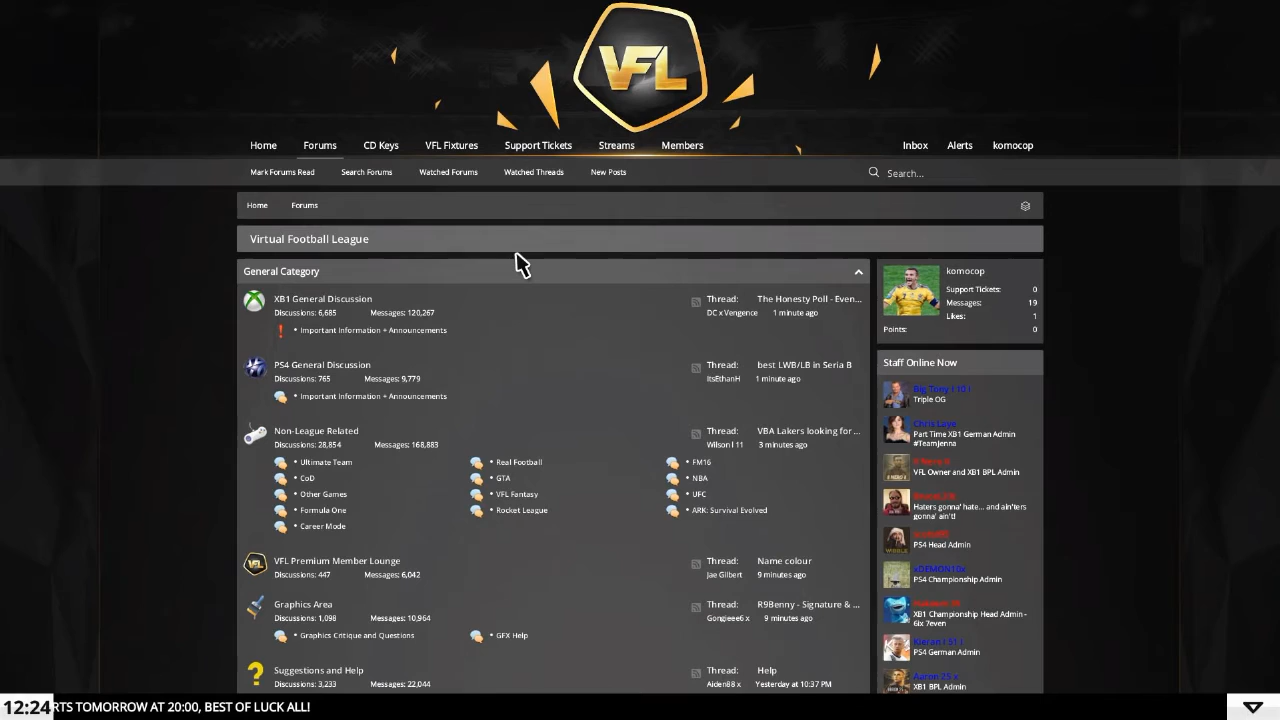 VFL
Home Forums CD Keys VFL Fixtures Support Tickets Streams Members Inbox Alerts komocop
Mark Forums Read Search Forums Watched Forums Watched Threads New Posts Search...
Home Forums
Virtual Football League
General Category
XB1 General Discussion
Discussions: 6,685 Messages: 120,267
• Important Information + Announcements
Thread: The Honesty Poll - Even...
DC x Vengence 1 minute ago
PS4 General Discussion
Discussions: 765 Messages: 9,779
• Important Information + Announcements
Thread: best LWB/LB in Seria B
ItsEthanH 1 minute ago
Non-League Related
Discussions: 28,854 Messages: 168,883
Thread: VBA Lakers looking for ...
Wilson l 11 3 minutes ago
• Ultimate Team • Real Football • FM16
• CoD • GTA • NBA
• Other Games • VFL Fantasy • UFC
• Formula One • Rocket League • ARK: Survival Evolved
• Career Mode
VFL Premium Member Lounge
Discussions: 447 Messages: 6,042
Thread: Name colour
Jae Gilbert 9 minutes ago
Graphics Area
Discussions: 1,098 Messages: 10,964
Thread: R9Benny - Signature & ...
Gongieee6 x 9 minutes ago
• Graphics Critique and Questions • GFX Help
Suggestions and Help
Discussions: 3,233 Messages: 22,044
Thread: Help
Aiden88 x Yesterday at 10:37 PM
komocop
Support Tickets: 0
Messages: 19
Likes: 1
Points: 0
Staff Online Now
Big Tony l 10 l
Triple OG
Chris Laye
Part Time XB1 German Admin
#TeamJenna
VFL Owner and XB1 BPL Admin
Haters gonna' hate... and ain'ters
gonna' ain't!
PS4 Head Admin
xDEMON10x
PS4 Championship Admin
XB1 Championship Head Admin -
6ix 7even
Kieran l 51 l
PS4 German Admin
Aaron 25 x
XB1 BPL Admin
12:24 RTS TOMORROW AT 20:00, BEST OF LUCK ALL!